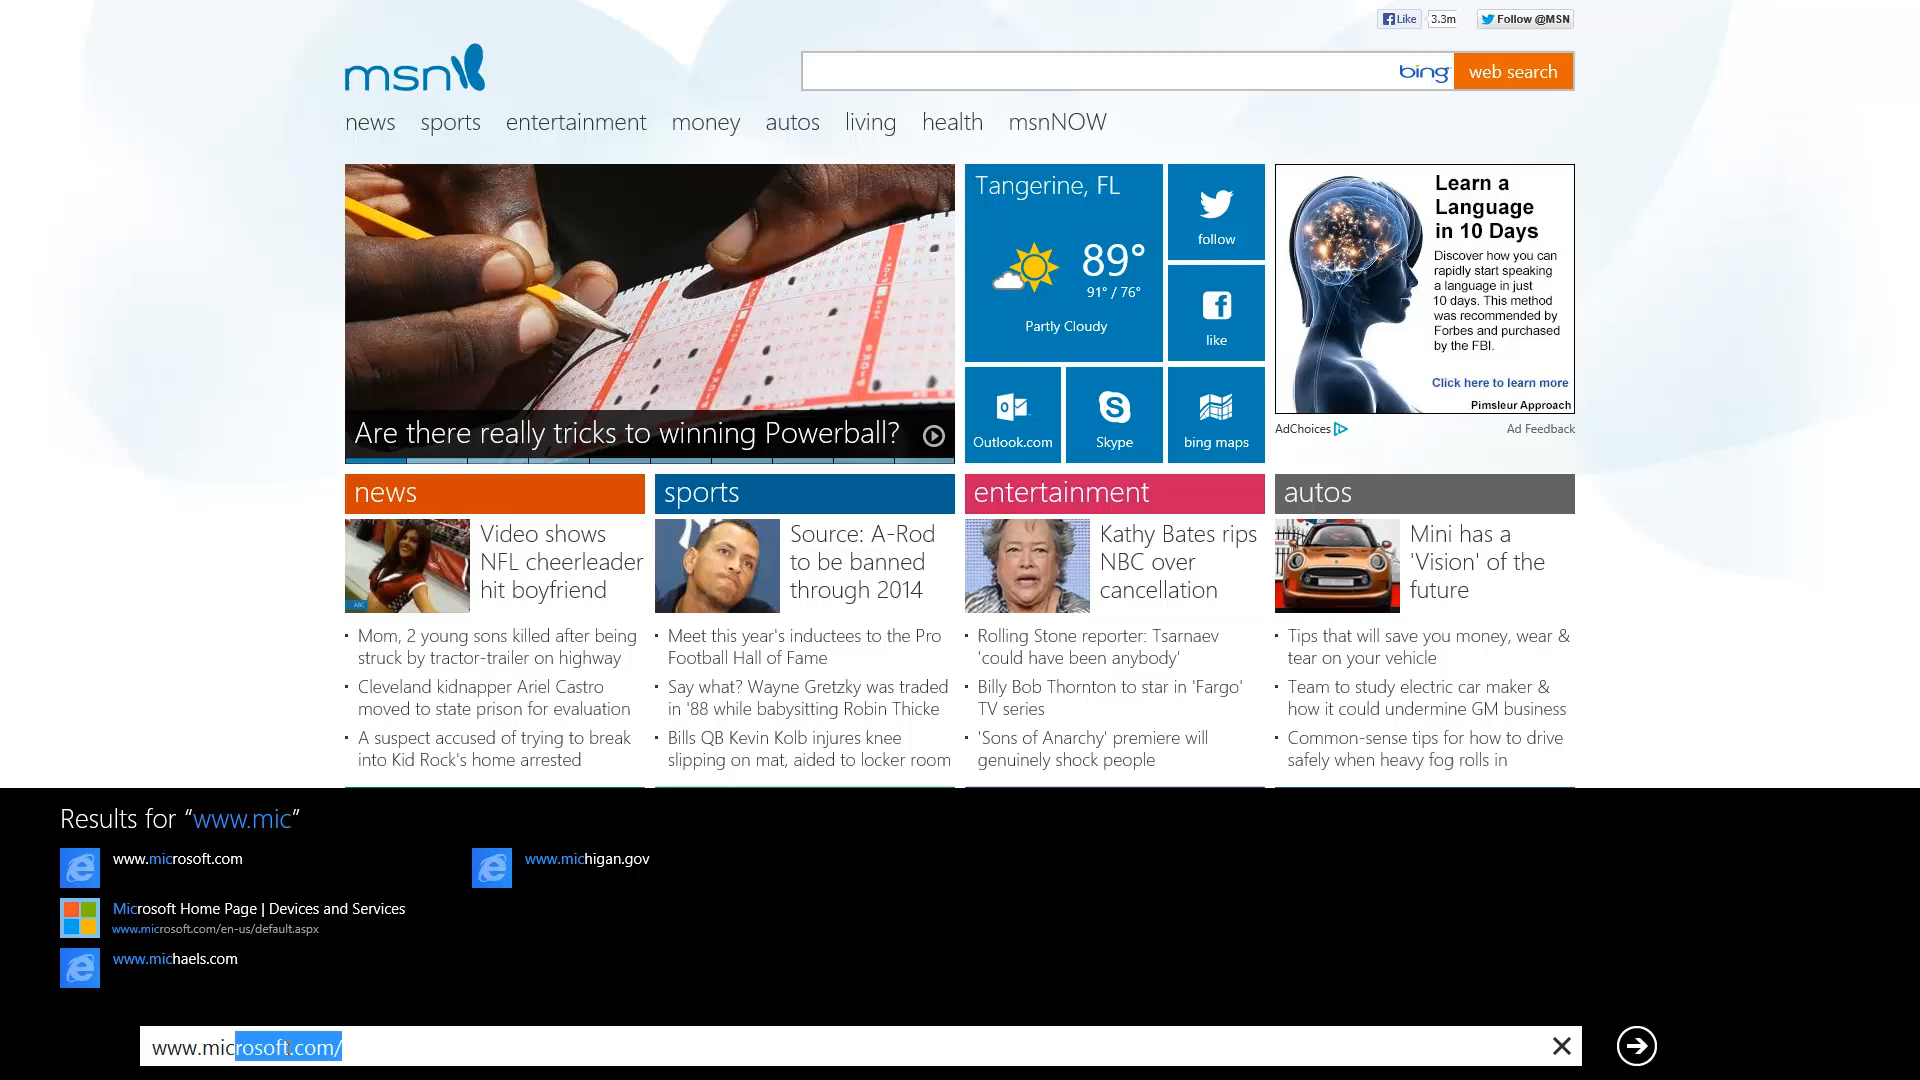 Like 3.3m Follow @MSN
msn
bing web search
news sports entertainment money autos living health msnNOW
Are there really tricks to winning Powerball?
Tangerine, FL
89°
91° / 76°
Partly Cloudy
follow
like
Outlook.com
Skype
bing maps
Learn a
Language
in 10 Days
Discover how you can
rapidly start speaking
a language in just
10 days. This method
was recommended by
Forbes and purchased
by the FBI.
Click here to learn more
Pimsleur Approach
AdChoices
Ad Feedback
news
ABC
Video shows
NFL cheerleader
hit boyfriend
Mom, 2 young sons killed after being
struck by tractor-trailer on highway
Cleveland kidnapper Ariel Castro
moved to state prison for evaluation
A suspect accused of trying to break
into Kid Rock's home arrested
sports
Source: A-Rod
to be banned
through 2014
Meet this year's inductees to the Pro
Football Hall of Fame
Say what? Wayne Gretzky was traded
in '88 while babysitting Robin Thicke
Bills QB Kevin Kolb injures knee
slipping on mat, aided to locker room
entertainment
Kathy Bates rips
NBC over
cancellation
Rolling Stone reporter: Tsarnaev
'could have been anybody'
Billy Bob Thornton to star in 'Fargo'
TV series
'Sons of Anarchy' premiere will
genuinely shock people
autos
Mini has a
'Vision' of the
future
Tips that will save you money, wear &
tear on your vehicle
Team to study electric car maker &
how it could undermine GM business
Common-sense tips for how to drive
safely when heavy fog rolls in
Results for “www.mic”
www.microsoft.com
Microsoft Home Page | Devices and Services
www.microsoft.com/en-us/default.aspx
www.michaels.com
www.michigan.gov
www.microsoft.com/